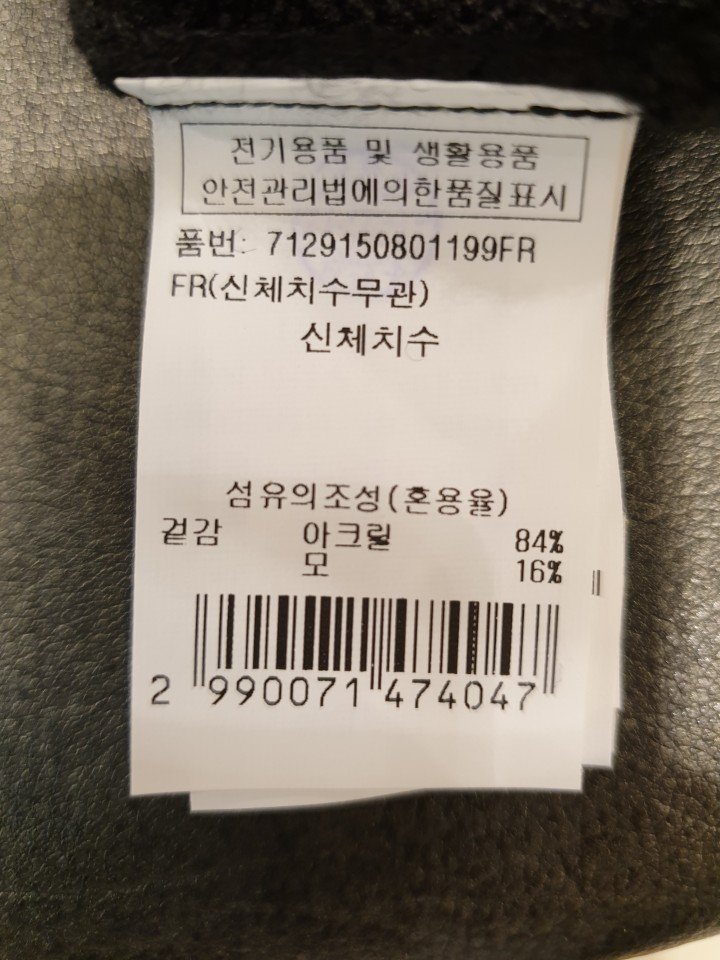 전기용품 및 생활용품
안전관리법에의한품질표시
품번: 7129150801199FR
FR(신체치수무관)
신체치수
섬유의조성(혼용율)
겉감 아크릴 84%
모 16%
2 990071 474047